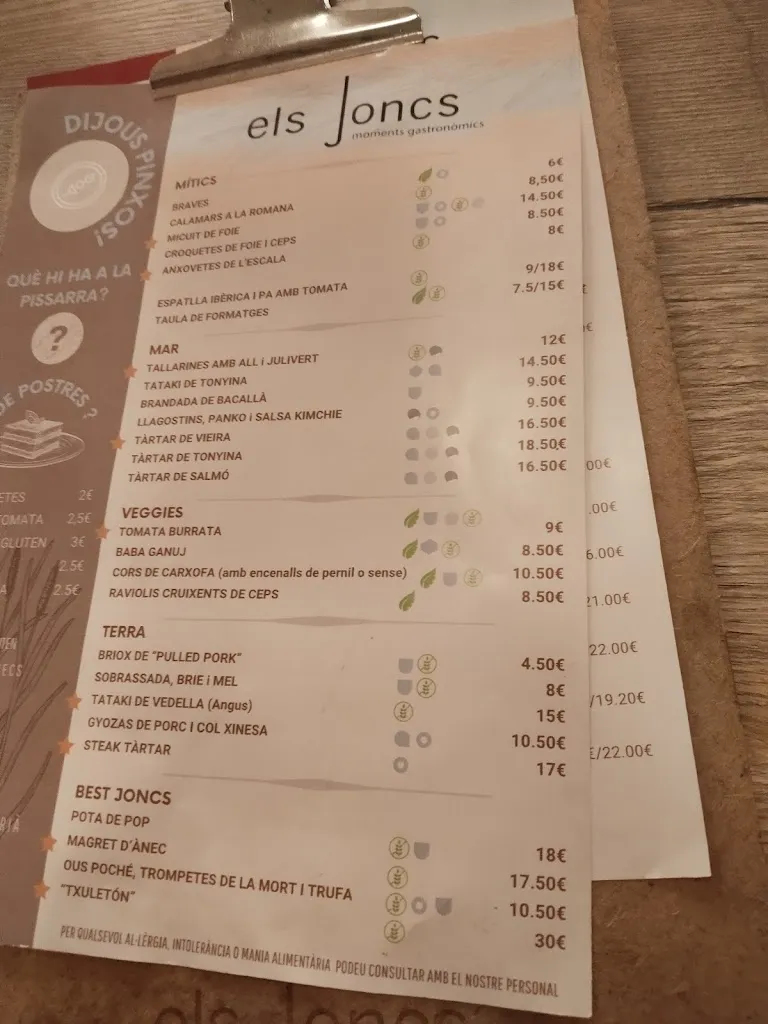 els Joncs
moments gastronomics
DIJOUS PINXOS!
QUÈ HI HA A LA
PISSARRA?
?
DE POSTRES?
2€
2,5€
GLUTEN 3€
2.5€
2.5€
MÍTICS
BRAVES 6€
CALAMARS A LA ROMANA 8,50€
MICUIT DE FOIE 14.50€
CROQUETES DE FOIE I CEPS 8.50€
ANXOVETES DE L'ESCALA 8€
ESPATLLA IBÈRICA I PA AMB TOMATA 9/18€
TAULA DE FORMATGES 7.5/15€
MAR
TALLARINES AMB ALL i JULIVERT 12€
TATAKI DE TONYINA 14.50€
BRANDADA DE BACALLÀ 9.50€
LLAGOSTINS, PANKO i SALSA KIMCHIE 9.50€
TÀRTAR DE VIEIRA 16.50€
TÀRTAR DE TONYINA 18.50€
TÀRTAR DE SALMÓ 16.50€
VEGGIES
TOMATA BURRATA 9€
BABA GANUJ 8.50€
CORS DE CARXOFA (amb encenalls de pernil o sense) 10.50€
RAVIOLIS CRUIXENTS DE CEPS 8.50€
TERRA
BRIOX DE "PULLED PORK" 4.50€
SOBRASSADA, BRIE i MEL 8€
TATAKI DE VEDELLA (Angus) 15€
GYOZAS DE PORC I COL XINESA 10.50€
STEAK TÀRTAR 17€
BEST JONCS
POTA DE POP 18€
MAGRET D'ÀNEC 17.50€
OUS POCHÉ, TROMPETES DE LA MORT I TRUFA 10.50€
"TXULETÓN" 30€
PER QUALSEVOL AL·LÈRGIA, INTOLERÀNCIA O MANIA ALIMENTÀRIA PODEU CONSULTAR AMB EL NOSTRE PERSONAL
21.00€
22.00€
/19.20€
€/22.00€
els Joncs